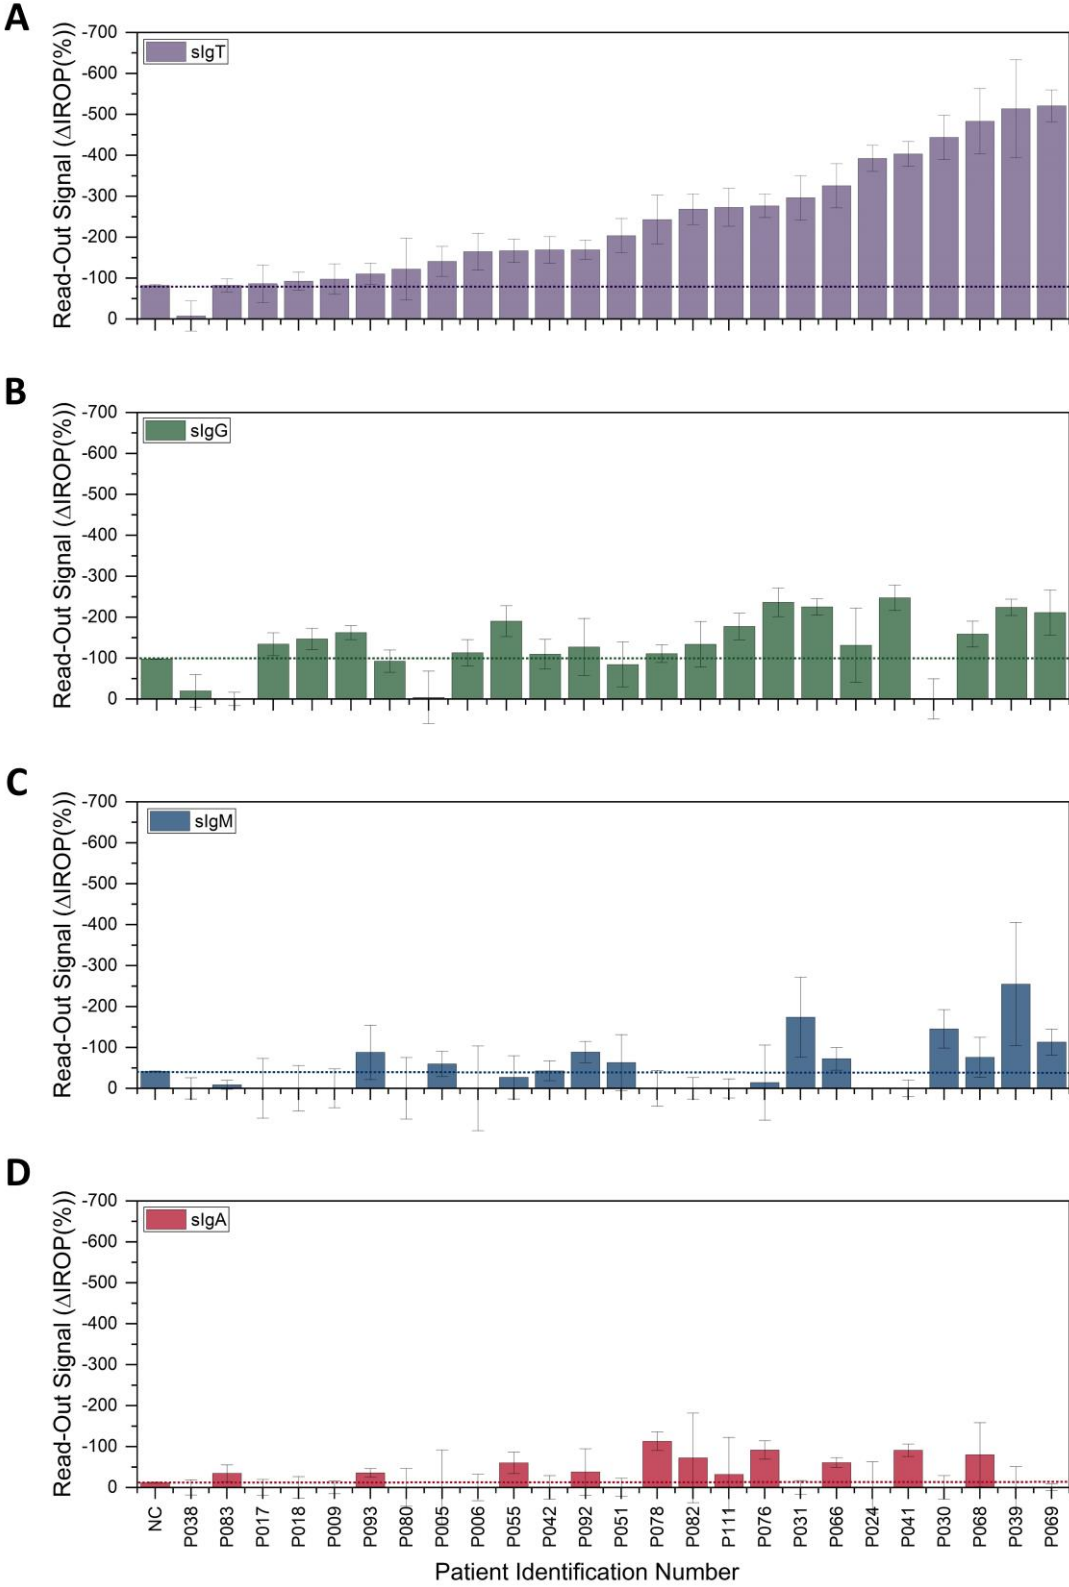 A
Read-Out Signal (ΔIROP(%))
-700
-600
-500
-400
-300
-200
-100
0
sIgT
B
Read-Out Signal (ΔIROP(%))
-700
-600
-500
-400
-300
-200
-100
0
sIgG
C
Read-Out Signal (ΔIROP(%))
-700
-600
-500
-400
-300
-200
-100
0
sIgM
D
Read-Out Signal (ΔIROP(%))
-700
-600
-500
-400
-300
-200
-100
0
sIgA
NC
P038
P083
P017
P018
P009
P093
P080
P005
P006
P055
P042
P092
P051
P078
P082
P111
P076
P031
P066
P024
P041
P030
P068
P039
P069
Patient Identification Number